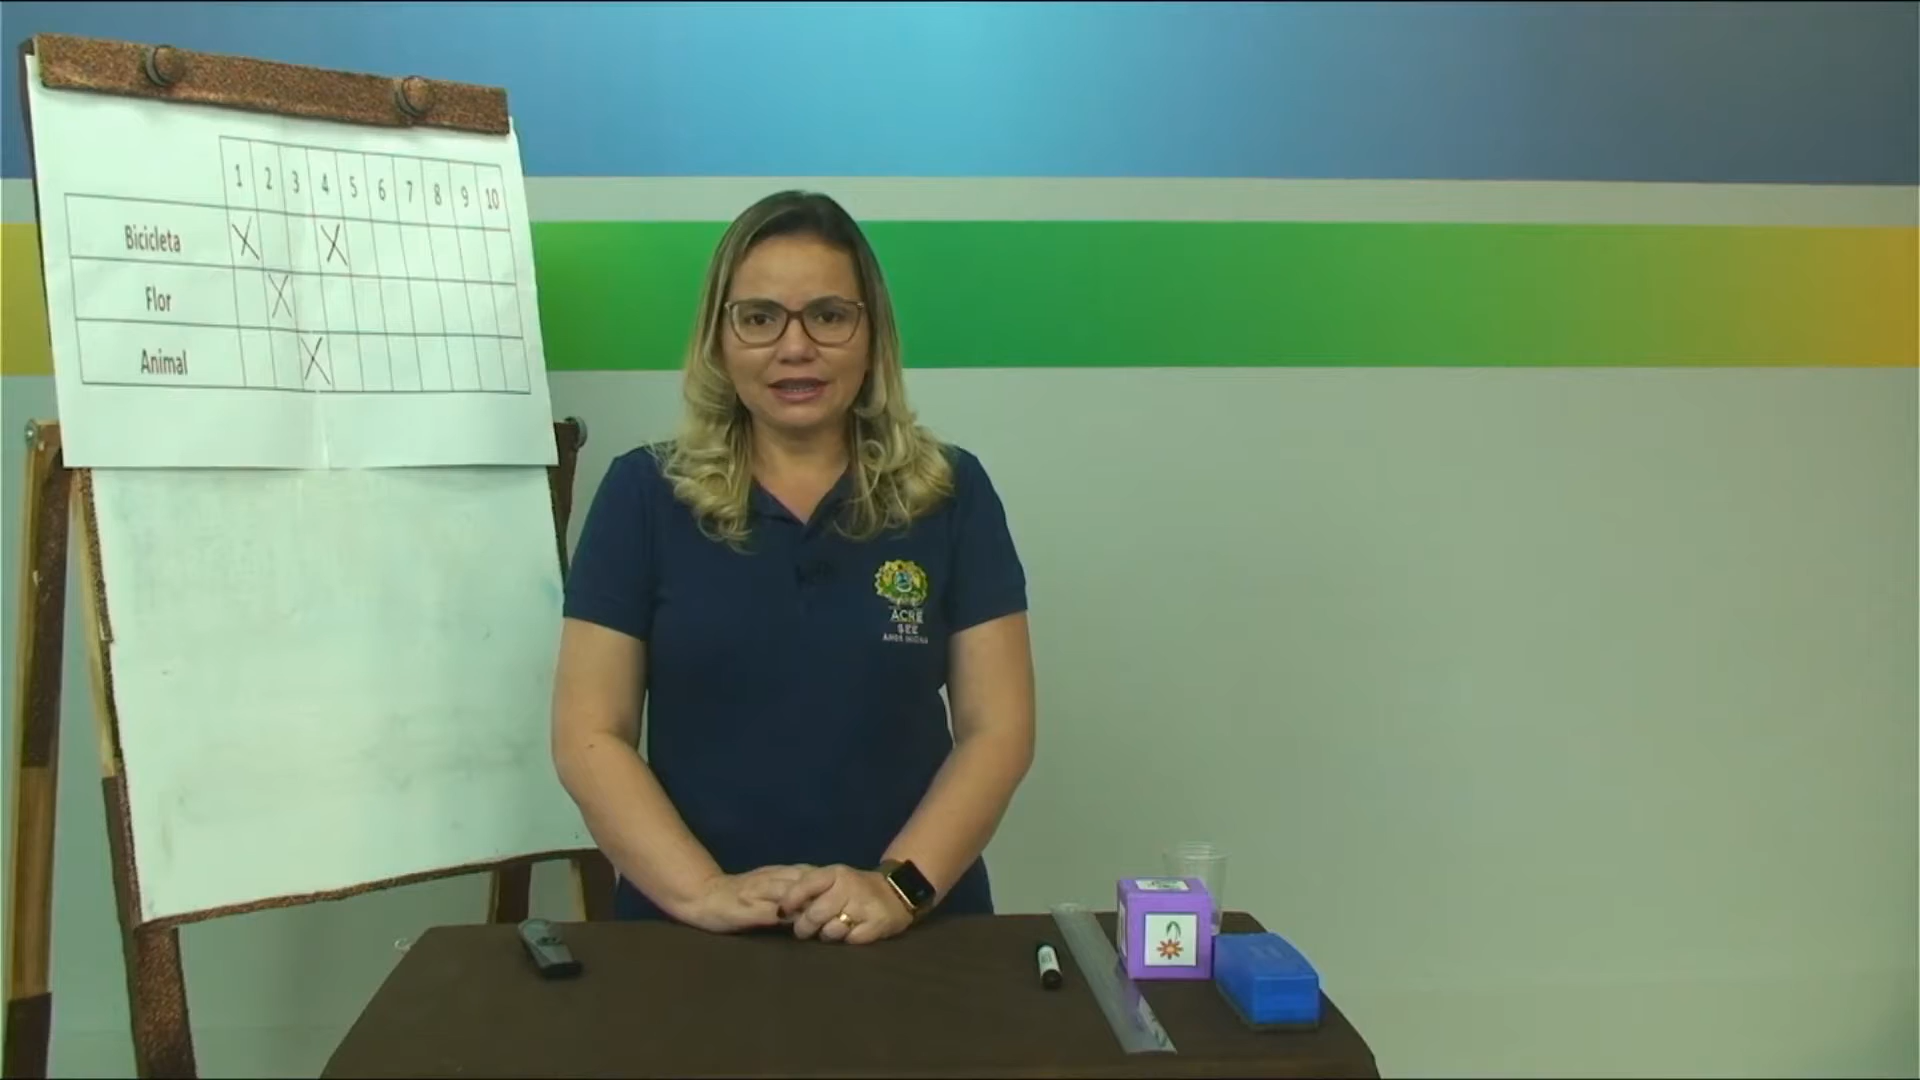 1 2 3 4 5 6 7 8 9 10
Bicicleta X X
Flor X
Animal X
ACRE
SEE